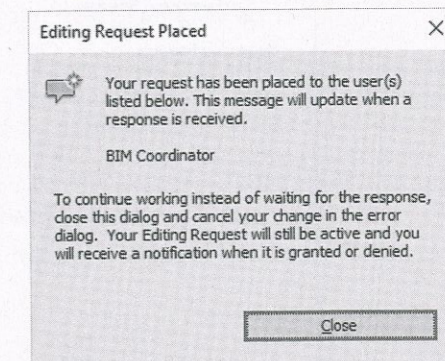 Editing Request Placed
Your request has been placed to the user(s)
listed below. This message will update when a
response is received.
BIM Coordinator
To continue working instead of waiting for the response,
close this dialog and cancel your change in the error
dialog. Your Editing Request will still be active and you
will receive a notification when it is granted or denied.
Close